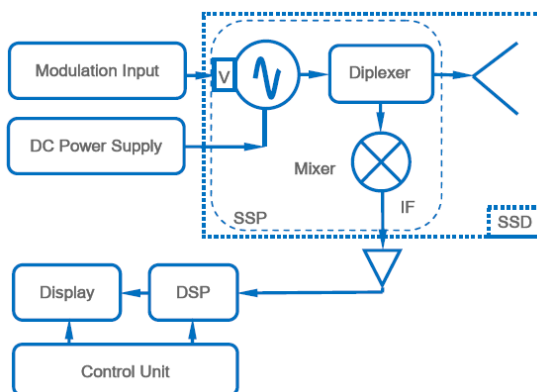 Modulation Input
V
Diplexer
DC Power Supply
Mixer
SSP
IF
SSD
Display
DSP
Control Unit